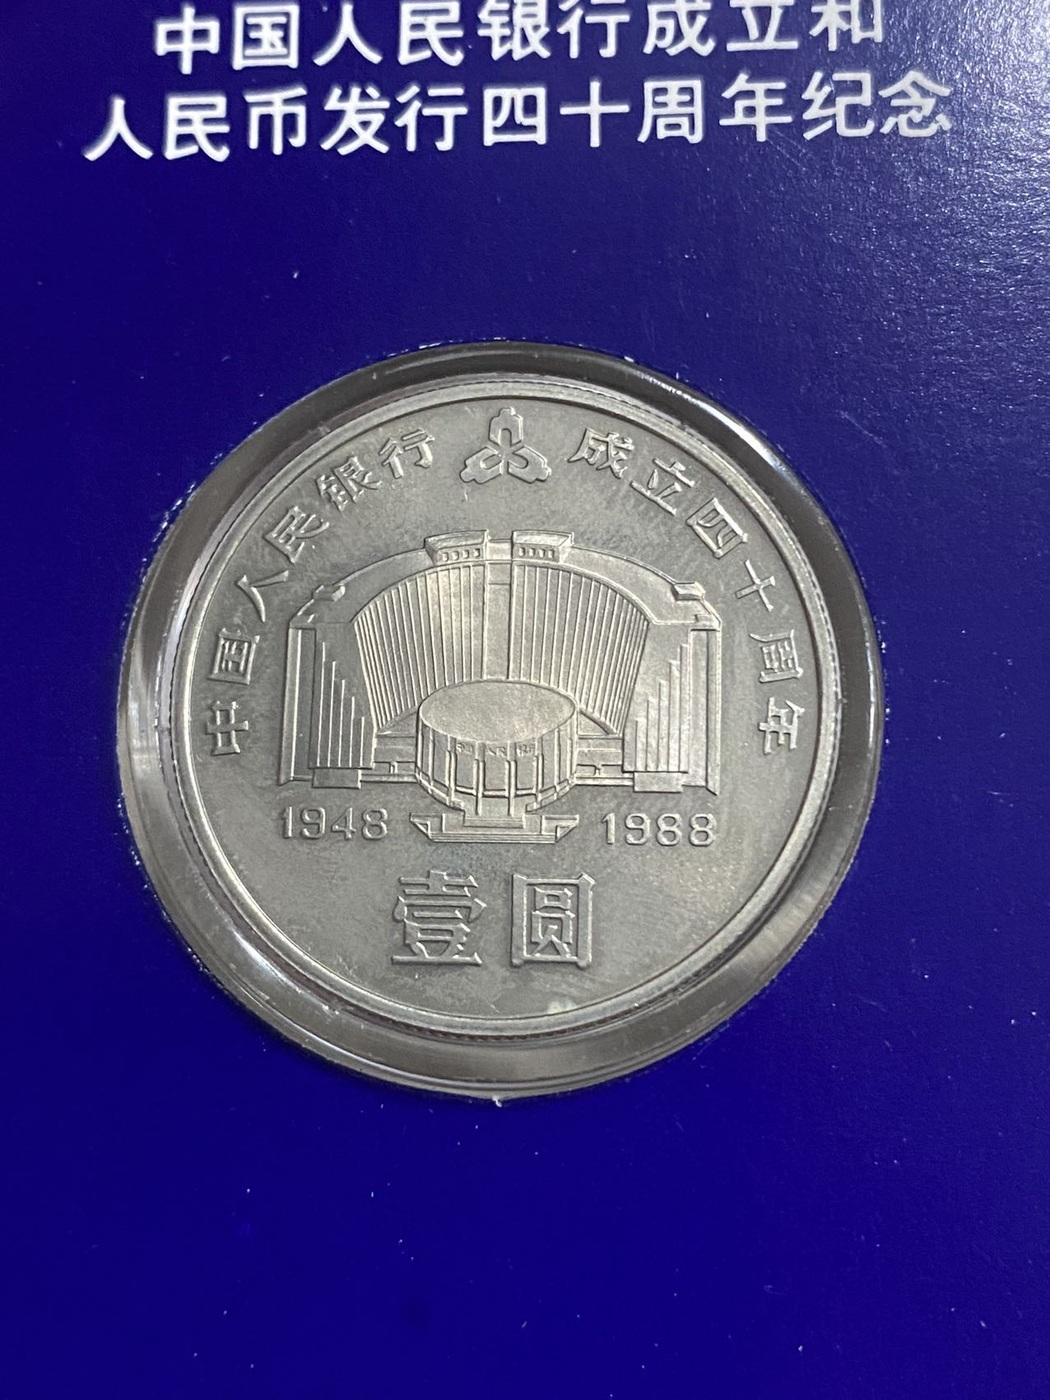 中国人民银行成立和
人民币发行四十周年纪念
中国人民银行 成立四十周年
1948 1988
壹圆